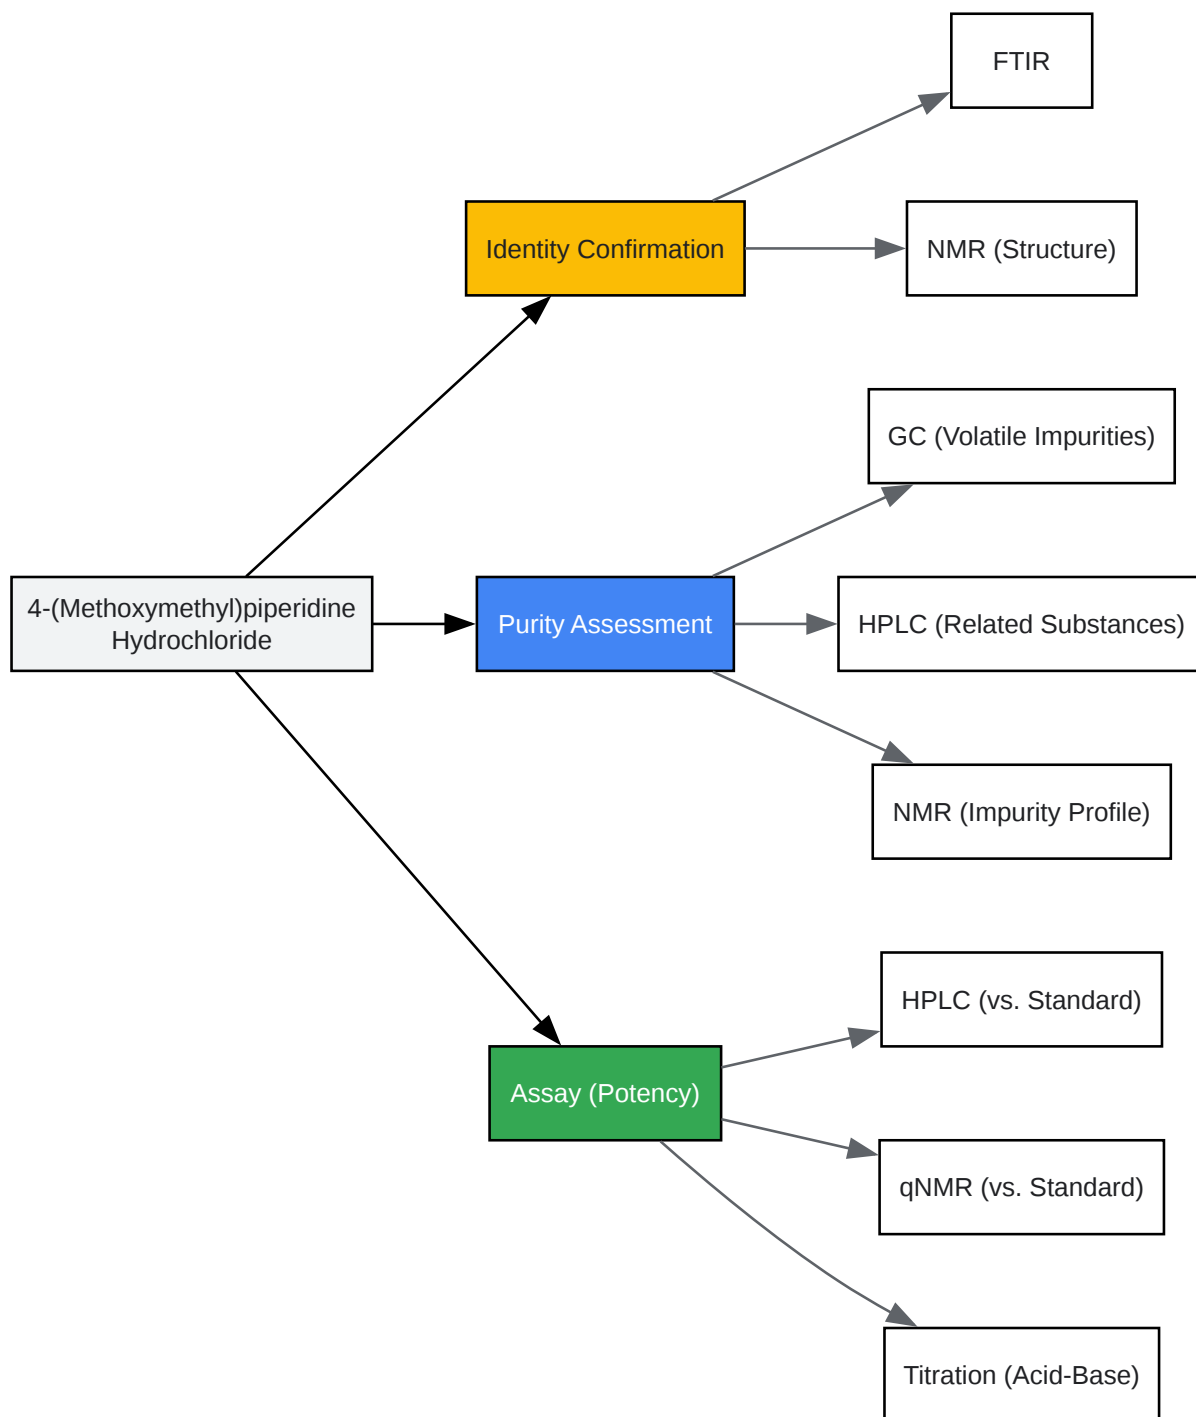 FTIR
Identity Confirmation
NMR (Structure)
GC (Volatile Impurities)
4-(Methoxymethyl)piperidine
Hydrochloride
Purity Assessment
HPLC (Related Substances)
NMR (Impurity Profile)
HPLC (vs. Standard)
Assay (Potency)
qNMR (vs. Standard)
Titration (Acid-Base)